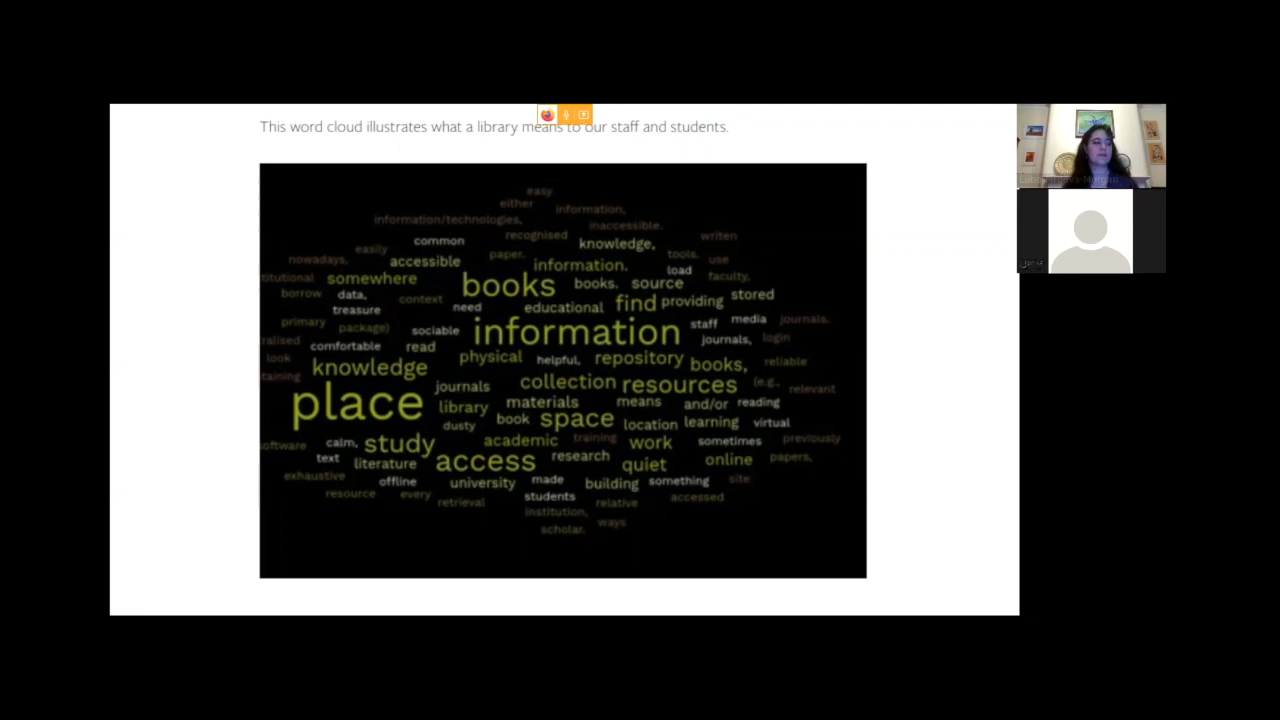 This word cloud illustrates what a library means to our staff and students.
easy
either information,
information/technologies, inaccessible.
recognised writen
common knowledge,
easily paper. tools. use
nowadays, accessible information. load
titutional somewhere books books. source faculty,
borrow data, context find providing stored
treasure need educational
primary package) sociable information staff media journals.
ralised comfortable read journals, login
look physical helpful, repository books, reliable
taining knowledge collection resources (e.g., relevant
place journals materials means and/or reading
library book space location learning virtual
dusty
software calm, study academic training work sometimes previously
text literature access research quiet online papers,
exhaustive offline university made building something site
resource every retrieval students relative accessed
institution, ways
scholar.